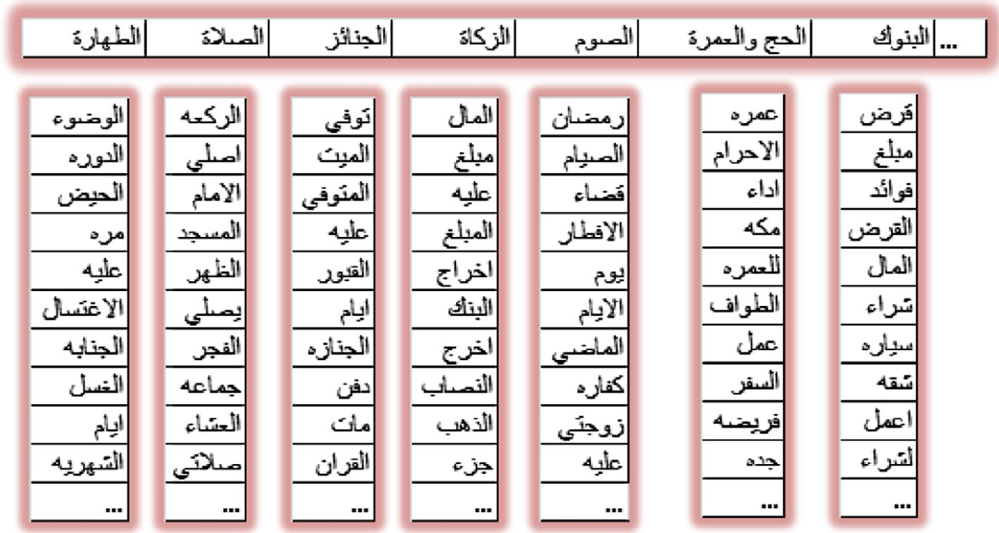 الطهارة الصلاة الجنائز الزكاة الصوم الحج والعمرة البنوك ...
الوضوء الركعه توفي المال رمضان عمره قرض
الدوره اصلي الميت مبلغ الصيام الاحرام مبلغ
الحيض الامام المتوفي عليه قضاء اداء فوائد
مره المسجد عليه المبلغ الافطار مكه القرض
عليه الظهر القبور اخراج يوم للعمره المال
الاغتسال يصلي ايام البنك الايام الطواف شراء
الجنابه الفجر الجنازه اخرج الماضي عمل سياره
الغسل جماعه دفن النصاب كفاره السفر شقه
ايام العشاء مات الذهب زوجتي فريضه اعمل
الشهريه صلاتي القران جزء عليه جده لشراء
... ... ... ... ... ... ...